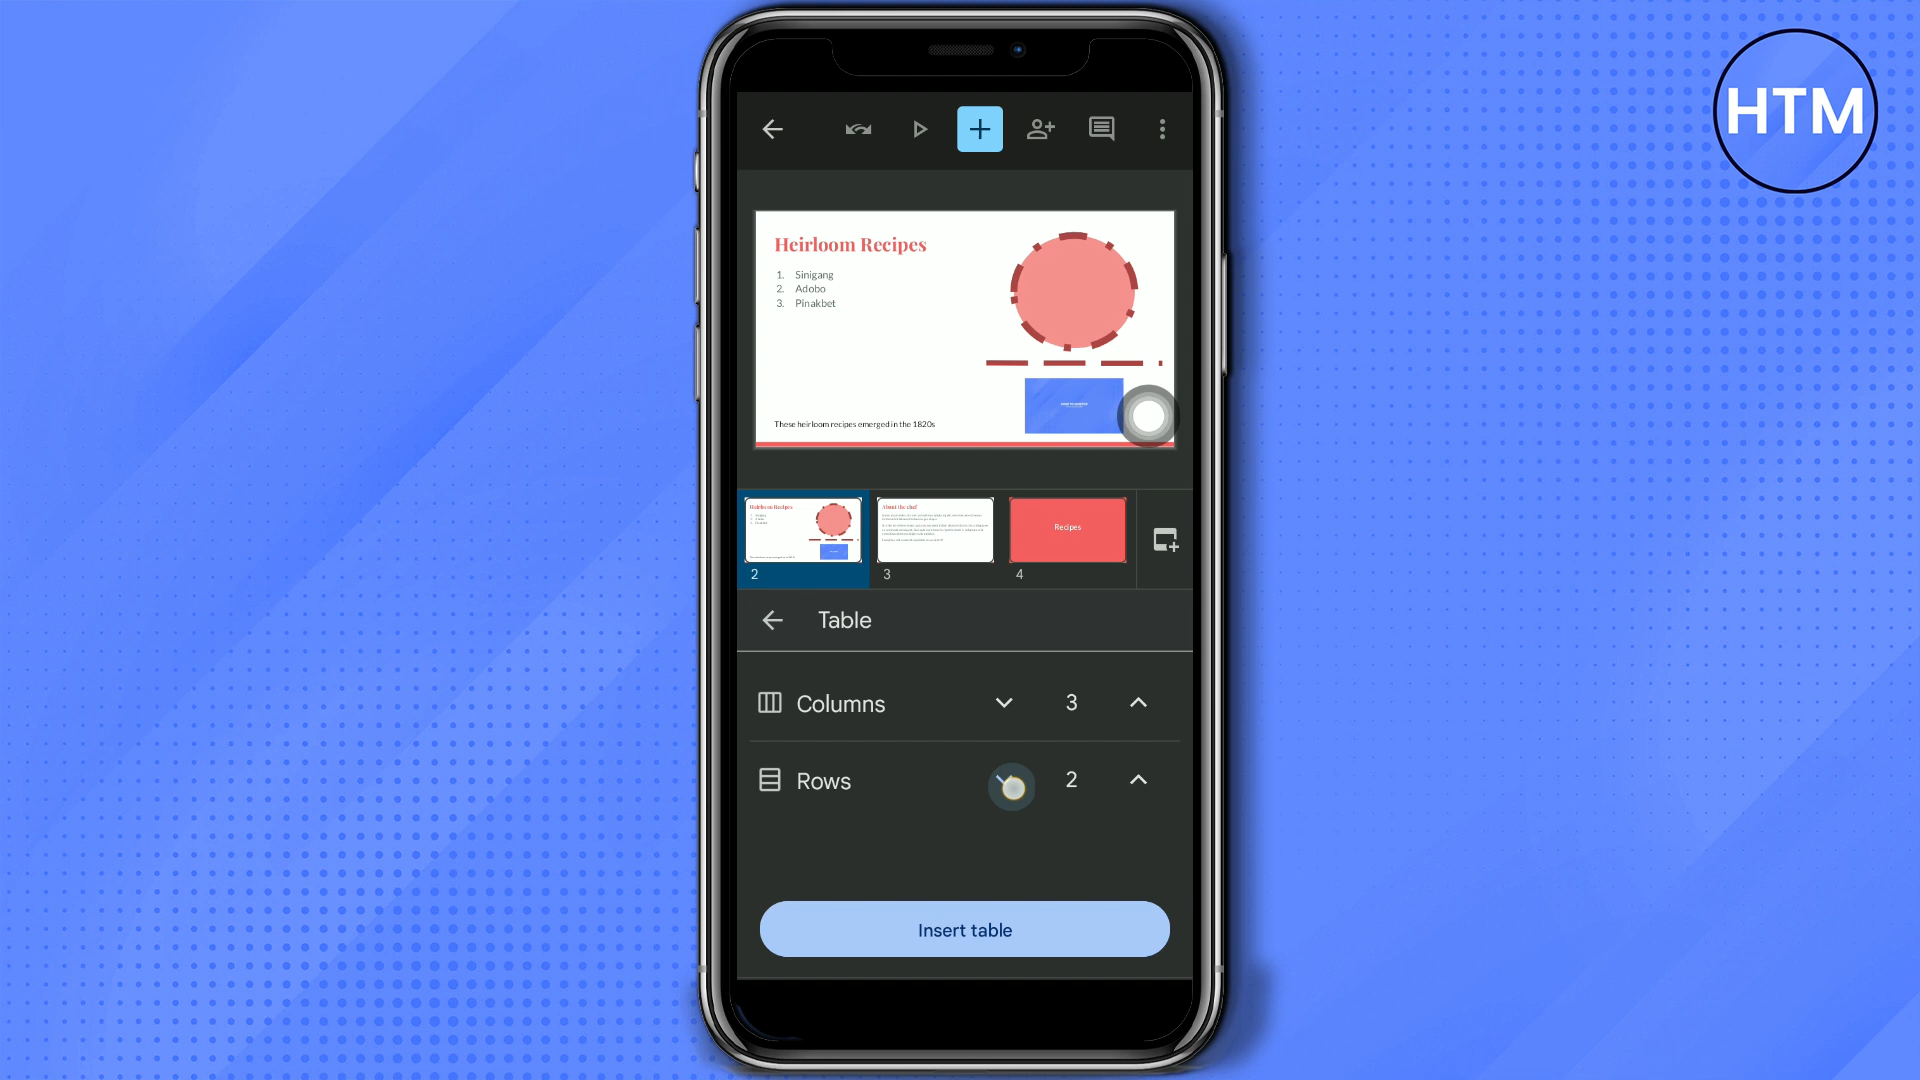 HTM
Heirloom Recipes
1. Sinigang
2. Adobo
3. Pinakbet
These heirloom recipes emerged in the 1820s
Heirloom Recipes
About the chef
Recipes
2
3
4
Table
Columns 3
Rows 2
Insert table